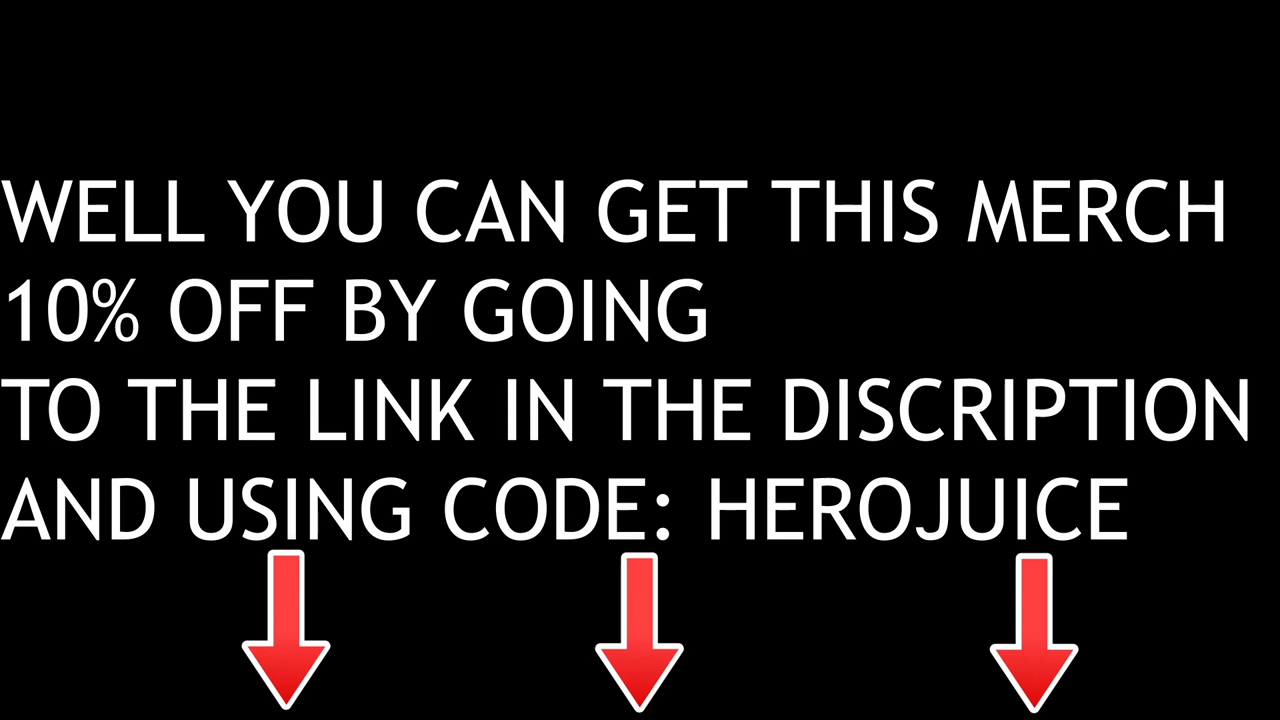 WELL YOU CAN GET THIS MERCH
10% OFF BY GOING
TO THE LINK IN THE DISCRIPTION
AND USING CODE: HEROJUICE